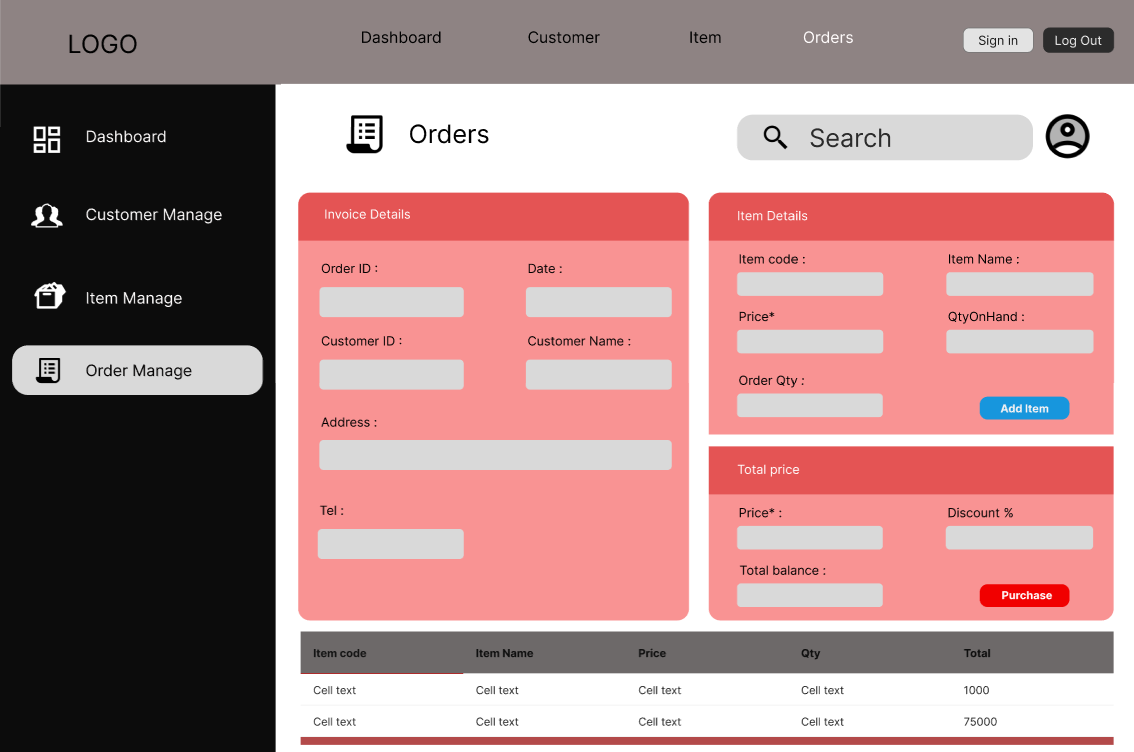 LOGO
Dashboard Customer Item Orders
Sign in Log Out
Dashboard
Customer Manage
Item Manage
Order Manage
Orders
Search
Invoice Details
Order ID : Date :
Customer ID : Customer Name :
Address :
Tel :
Item Details
Item code : Item Name :
Price* QtyOnHand :
Order Qty :
Add Item
Total price
Price* : Discount %
Total balance :
Purchase
Item code Item Name Price Qty Total
Cell text Cell text Cell text Cell text 1000
Cell text Cell text Cell text Cell text 75000